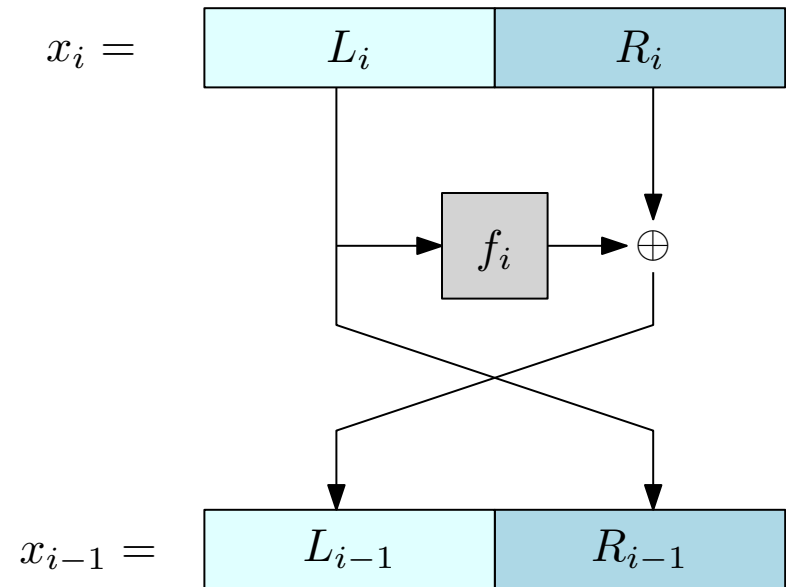 x_i = L_i R_i
f_i ⊕
x_{i−1} = L_{i−1} R_{i−1}